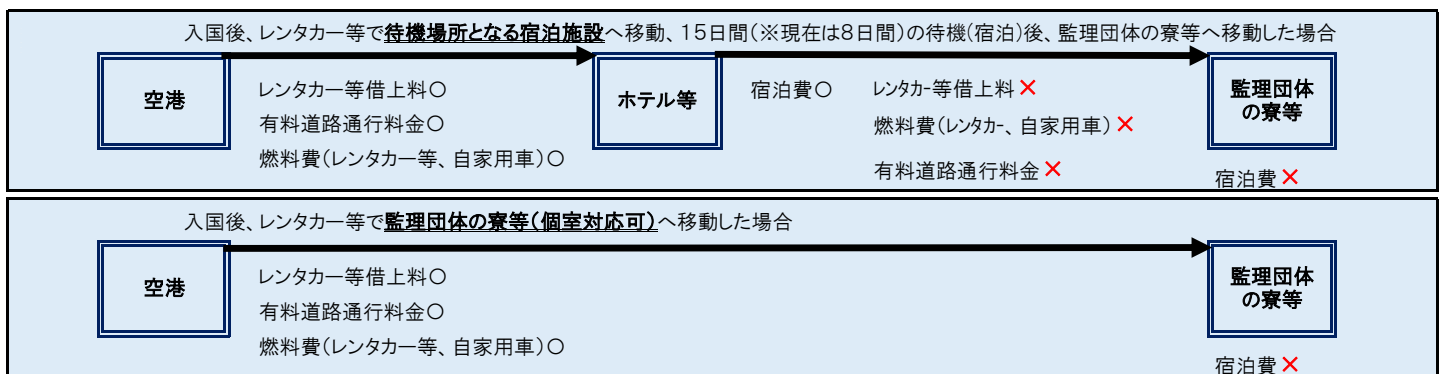 入国後、レンタカー等で待機場所となる宿泊施設へ移動、15日間(※現在は8日間)の待機(宿泊)後、監理団体の寮等へ移動した場合
空港
レンタカー等借上料○
有料道路通行料金○
燃料費(レンタカー等、自家用車)○
ホテル等
宿泊費○
レンタカー等借上料×
燃料費(レンタカー、自家用車)×
有料道路通行料金×
監理団体
の寮等
宿泊費×
入国後、レンタカー等で監理団体の寮等(個室対応可)へ移動した場合
空港
レンタカー等借上料○
有料道路通行料金○
燃料費(レンタカー等、自家用車)○
監理団体
の寮等
宿泊費×